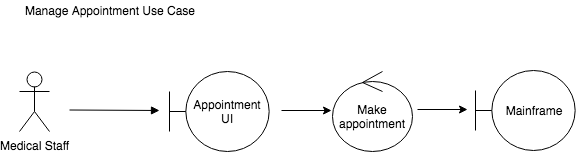 Manage Appointment Use Case
Medical Staff
Appointment
UI
Make
appointment
Mainframe